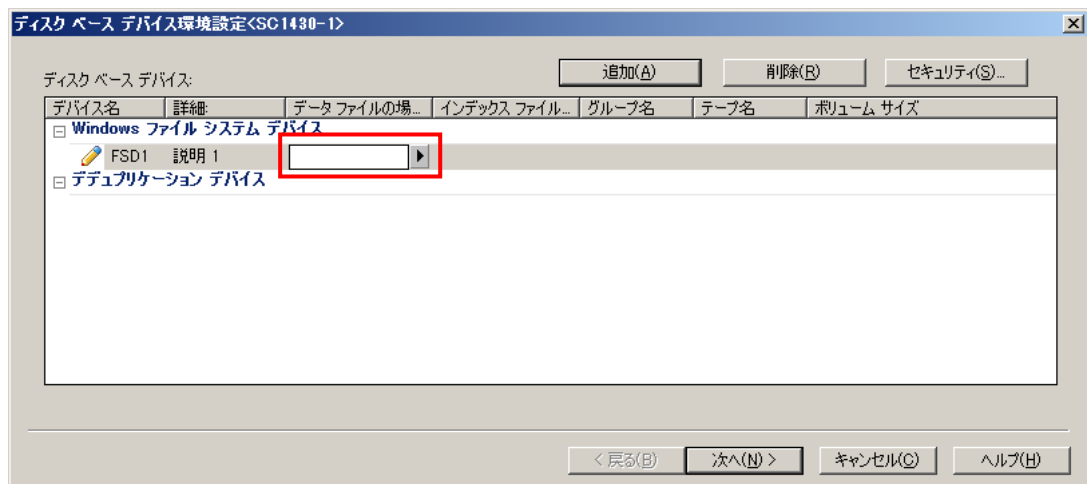 ディスク ベース デバイス環境設定<SC1430-1>
ディスク ベース デバイス:
追加(A) 削除(R) セキュリティ(S)...
デバイス名 詳細: データ ファイルの場... インデックス ファイル... グループ名 テープ名 ボリューム サイズ
Windows ファイル システム デバイス
FSD1 説明 1
デデュプリケーション デバイス
< 戻る(B) 次へ(N) > キャンセル(C) ヘルプ(H)